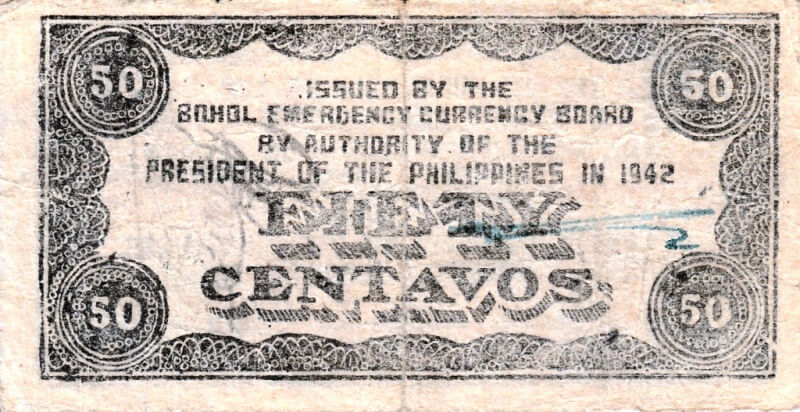 50 50
ISSUED BY THE
BOHOL EMERGENCY CURRENCY BOARD
BY AUTHORITY OF THE
PRESIDENT OF THE PHILIPPINES IN 1942
FIFTY
CENTAVOS
50 50